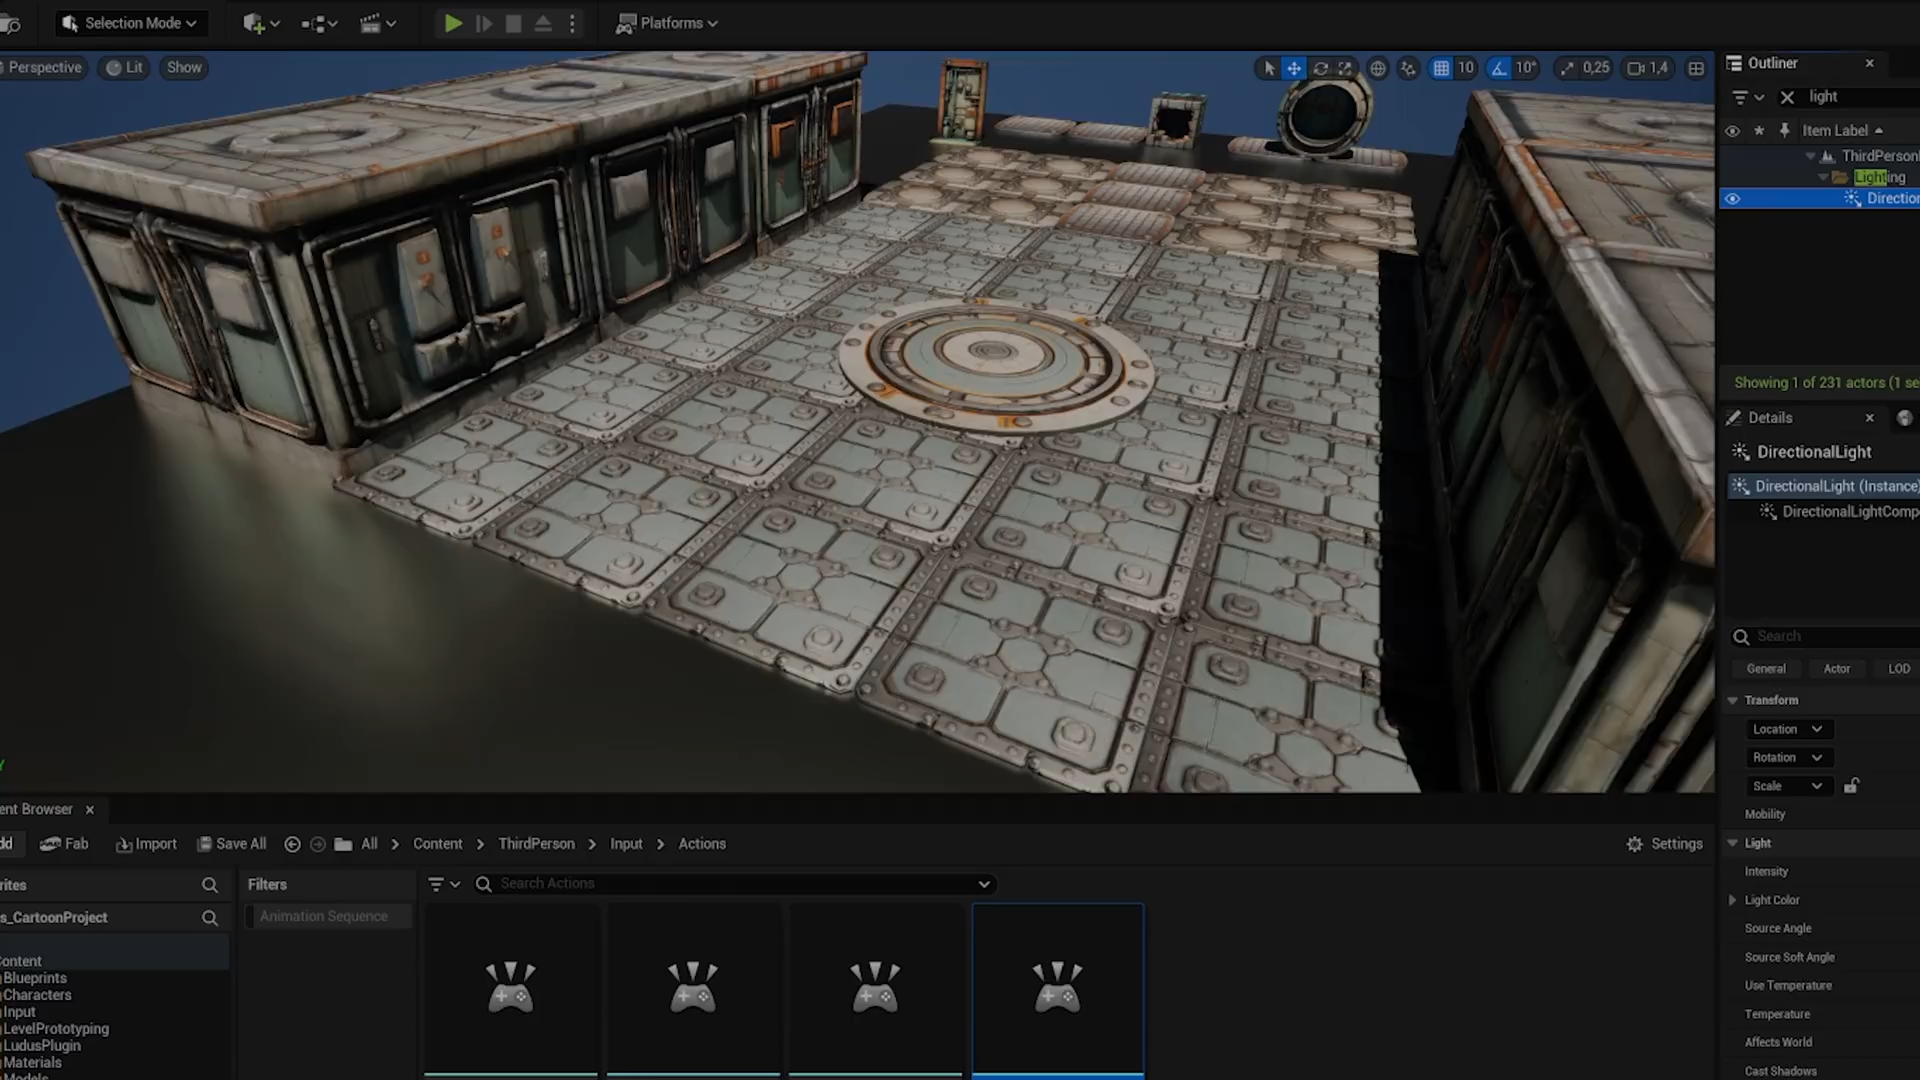 Selection Mode
Platforms
Perspective
Lit
Show
10
10°
0,25
1,4
Outliner
light
Item Label
ThirdPerson
Lighting
Direction
Showing 1 of 231 actors (1 se
Details
DirectionalLight
DirectionalLight (Instance)
DirectionalLightCompo
Search
General
Actor
LOD
Transform
Location
Rotation
Scale
Mobility
Light
Intensity
Light Color
Source Angle
Source Soft Angle
Use Temperature
Temperature
Affects World
Cast Shadows
Y
ent Browser
dd
Fab
Import
Save All
All
Content
ThirdPerson
Input
Actions
Settings
rites
Filters
Search Actions
s_CartoonProject
Animation Sequence
Content
Blueprints
Characters
Input
LevelPrototyping
LudusPlugin
Materials
Models